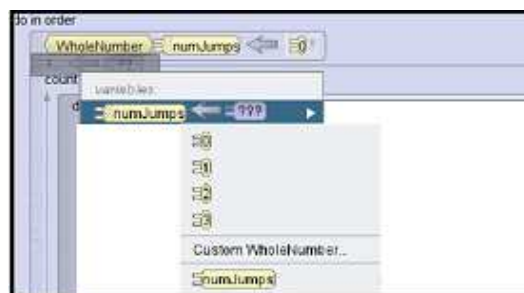 do in order
WholeNumber numJumps 0
count
variables:
numJumps ???
0
1
2
3
Custom WholeNumber...
numJumps